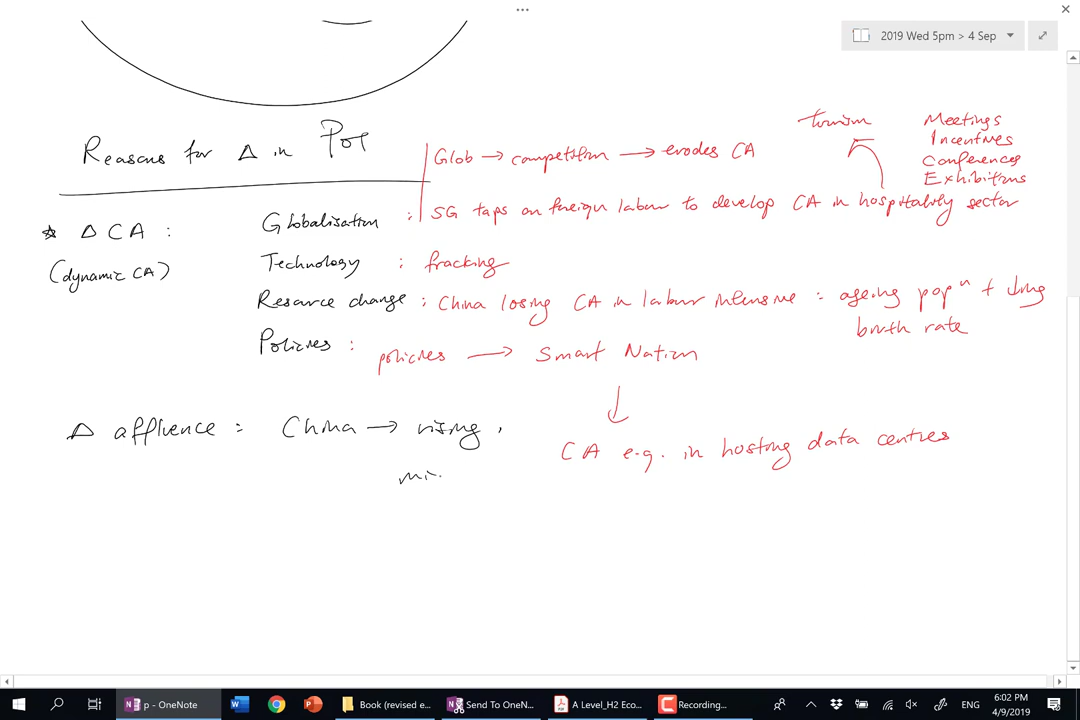 2019 Wed 5pm > 4 Sep
Reasons for Δ in PoT
Glob → competition → erodes CA
tourism
Meetings
Incentives
Conferences
Exhibitions
* Δ CA :
(dynamic CA)
Globalisation : SG taps on foreign labour to develop CA in hospitality sector
Technology : fracking
Resource change : China losing CA in labour intensive : ageing popⁿ +
birth rate
Policies : policies → Smart Nation
↓
CA e.g. in hosting data centres
Δ affluence : China → rising
p - OneNote
Book (revised e...
Send To OneN...
A Level_H2 Eco...
Recording...
ENG
6:02 PM
4/9/2019